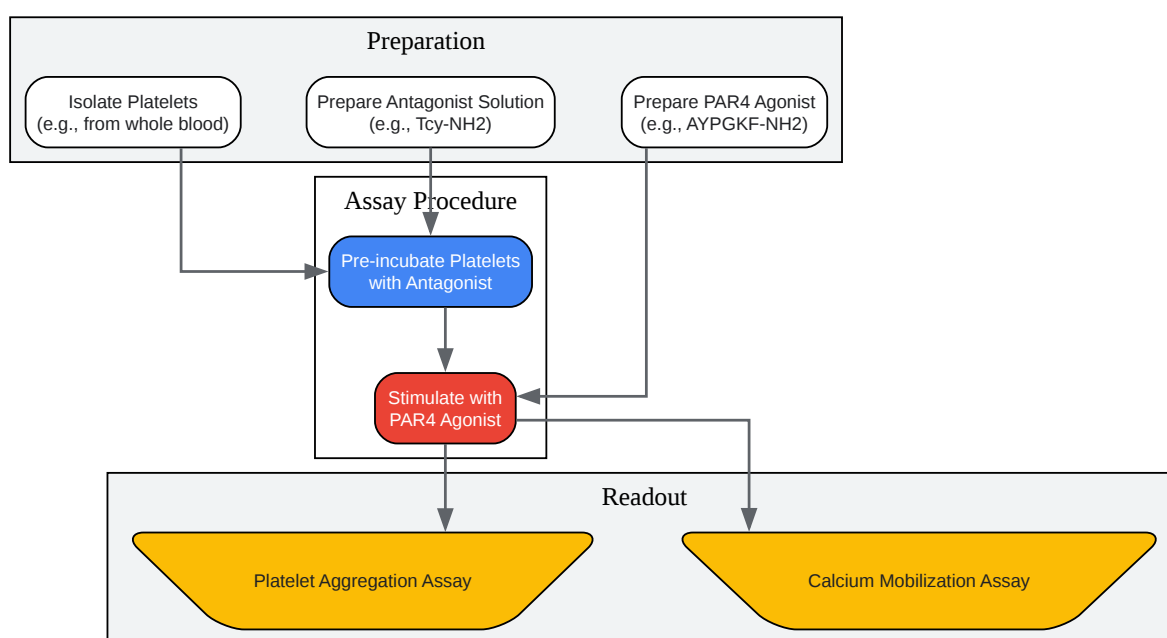 Preparation
Isolate Platelets
(e.g., from whole blood)
Prepare Antagonist Solution
(e.g., Tcy-NH2)
Prepare PAR4 Agonist
(e.g., AYPGKF-NH2)
Assay Procedure
Pre-incubate Platelets
with Antagonist
Stimulate with
PAR4 Agonist
Readout
Platelet Aggregation Assay
Calcium Mobilization Assay